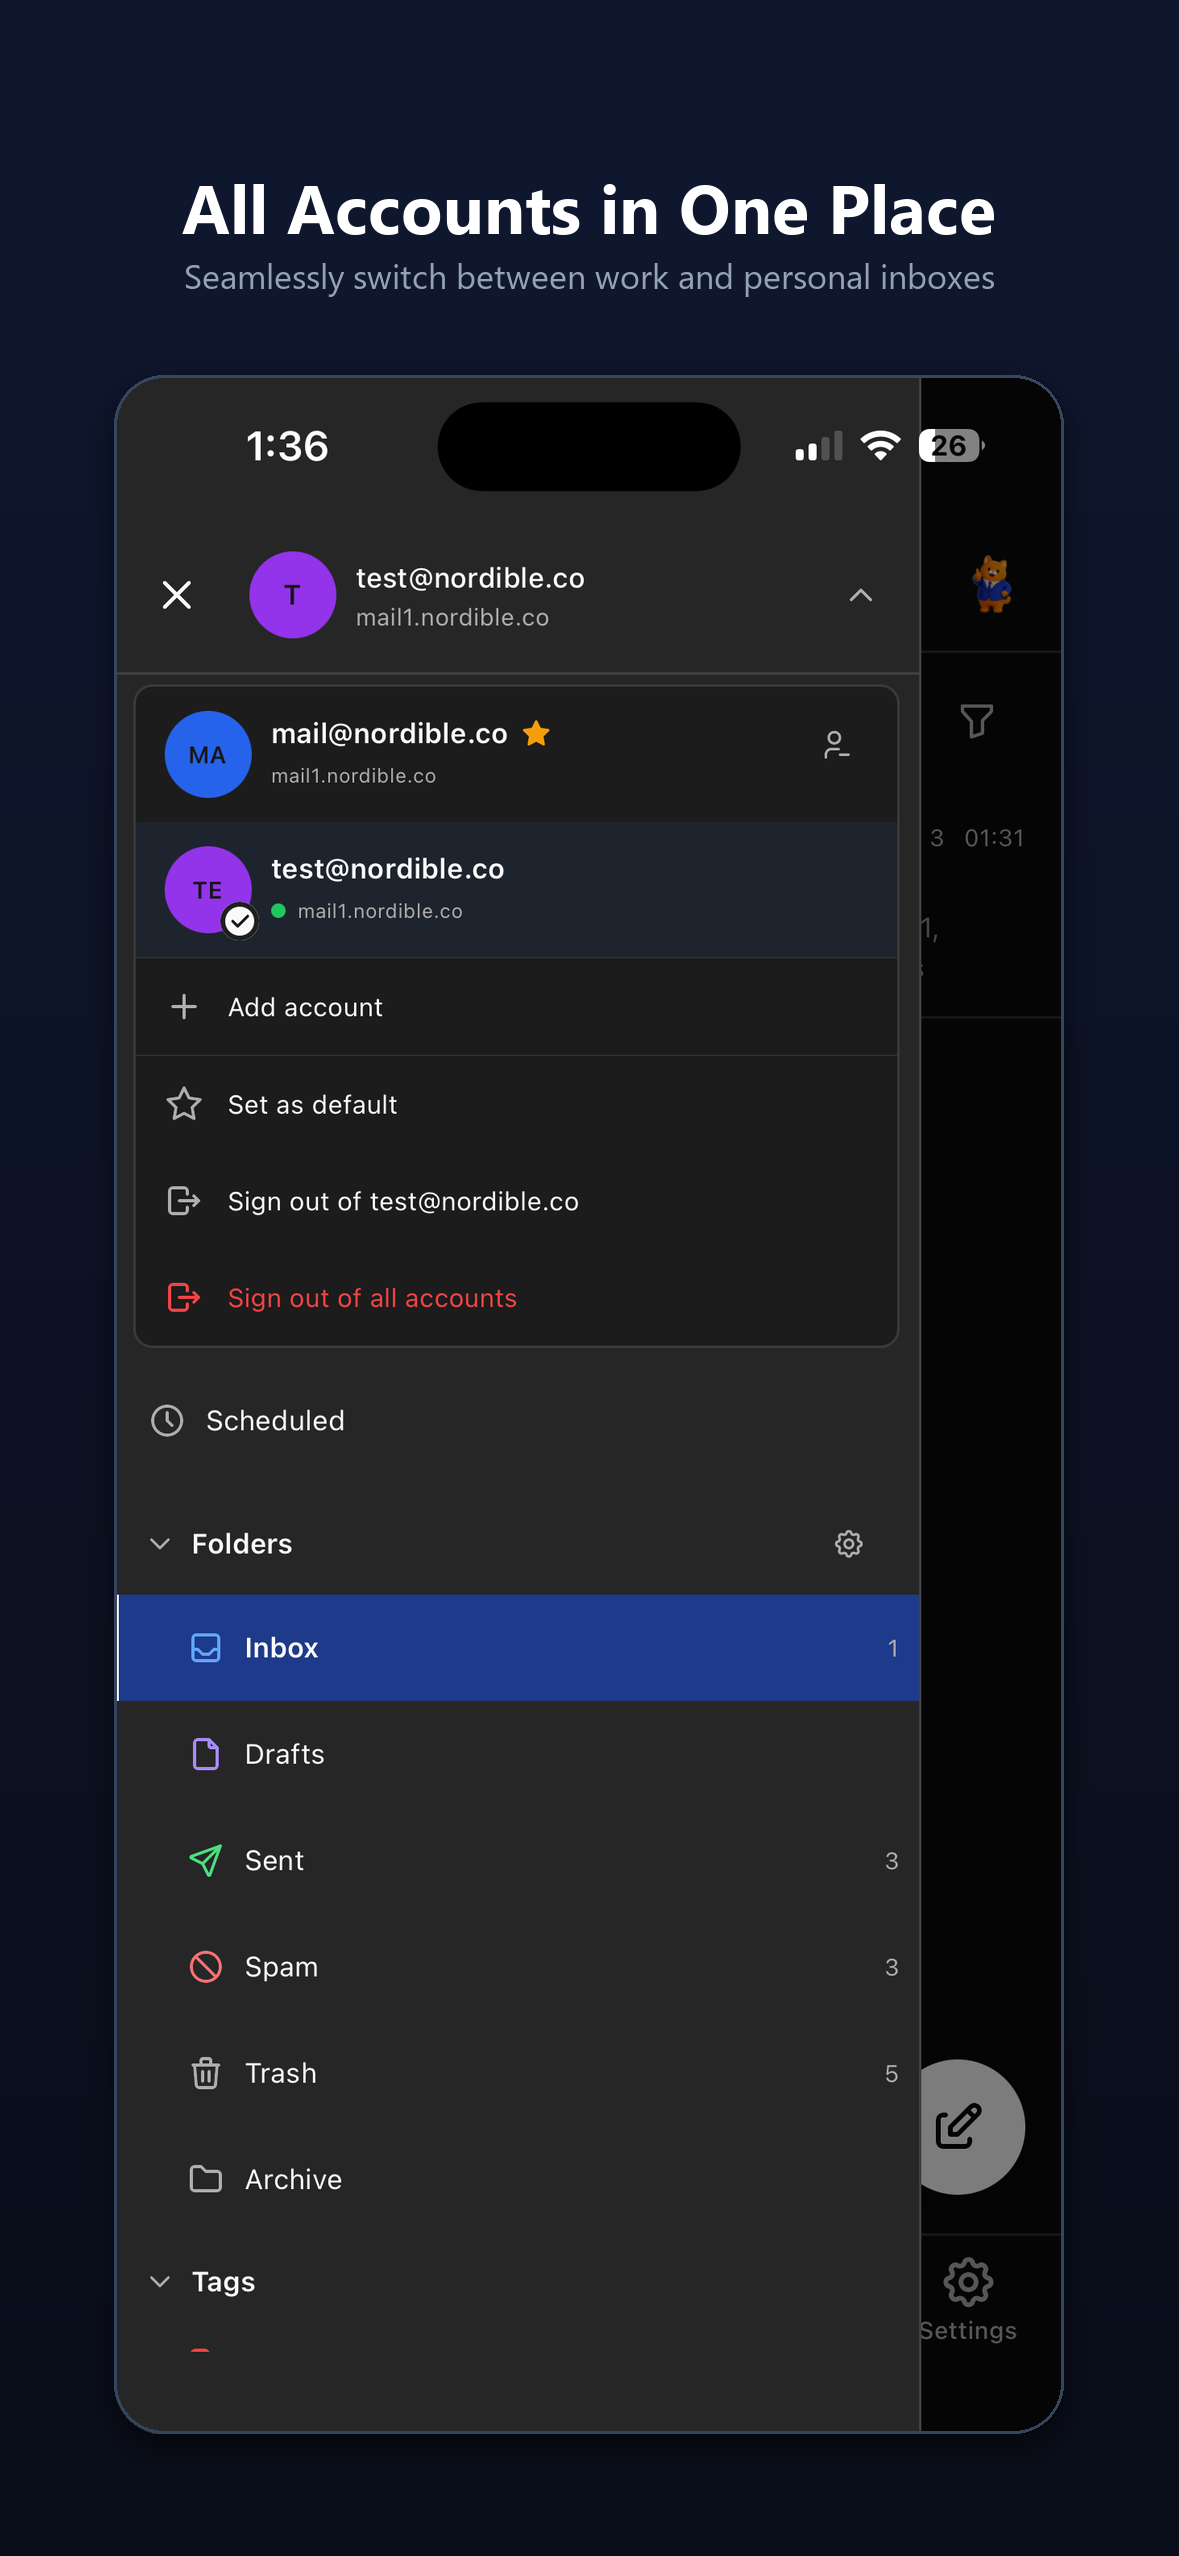 All Accounts in One Place
Seamlessly switch between work and personal inboxes
1:36
26
T
test@nordible.co
mail1.nordible.co
MA
mail@nordible.co
mail1.nordible.co
3 01:31
TE
test@nordible.co
mail1.nordible.co
1,
Add account
Set as default
Sign out of test@nordible.co
Sign out of all accounts
Scheduled
Folders
Inbox 1
Drafts
Sent 3
Spam 3
Trash 5
Archive
Tags
Settings